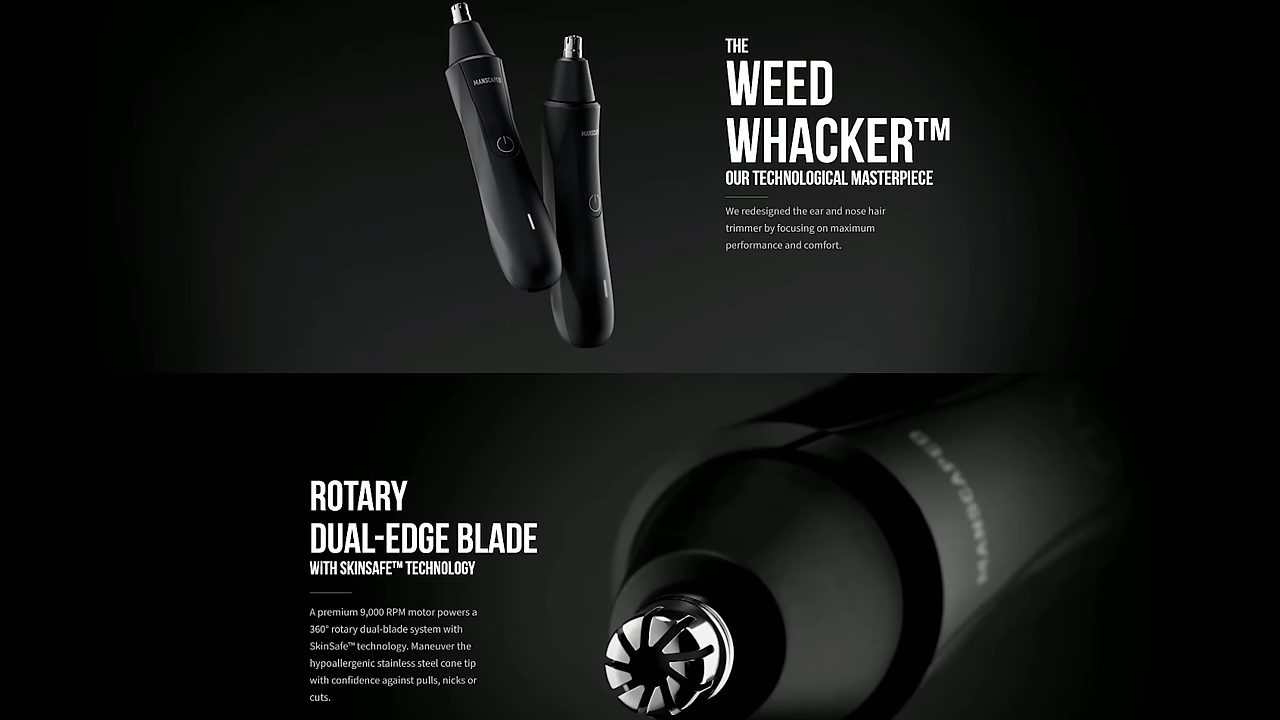 MANSCAPED
MANSCAPED
THE
WEED
WHACKER™
OUR TECHNOLOGICAL MASTERPIECE
We redesigned the ear and nose hair
trimmer by focusing on maximum
performance and comfort.
ROTARY
DUAL-EDGE BLADE
WITH SKINSAFE™ TECHNOLOGY
A premium 9,000 RPM motor powers a
360° rotary dual-blade system with
SkinSafe™ technology. Maneuver the
hypoallergenic stainless steel cone tip
with confidence against pulls, nicks or
cuts.